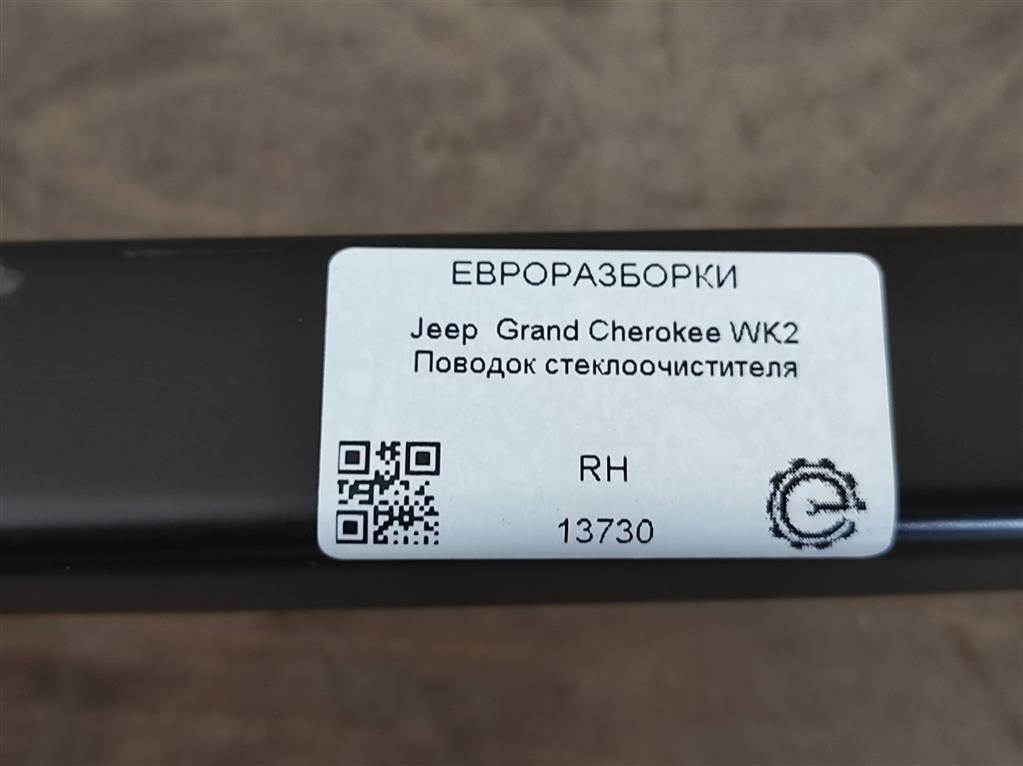 ЕВРОРАЗБОРКИ
Jeep Grand Cherokee WK2
Поводок стеклоочистителя
RH
13730